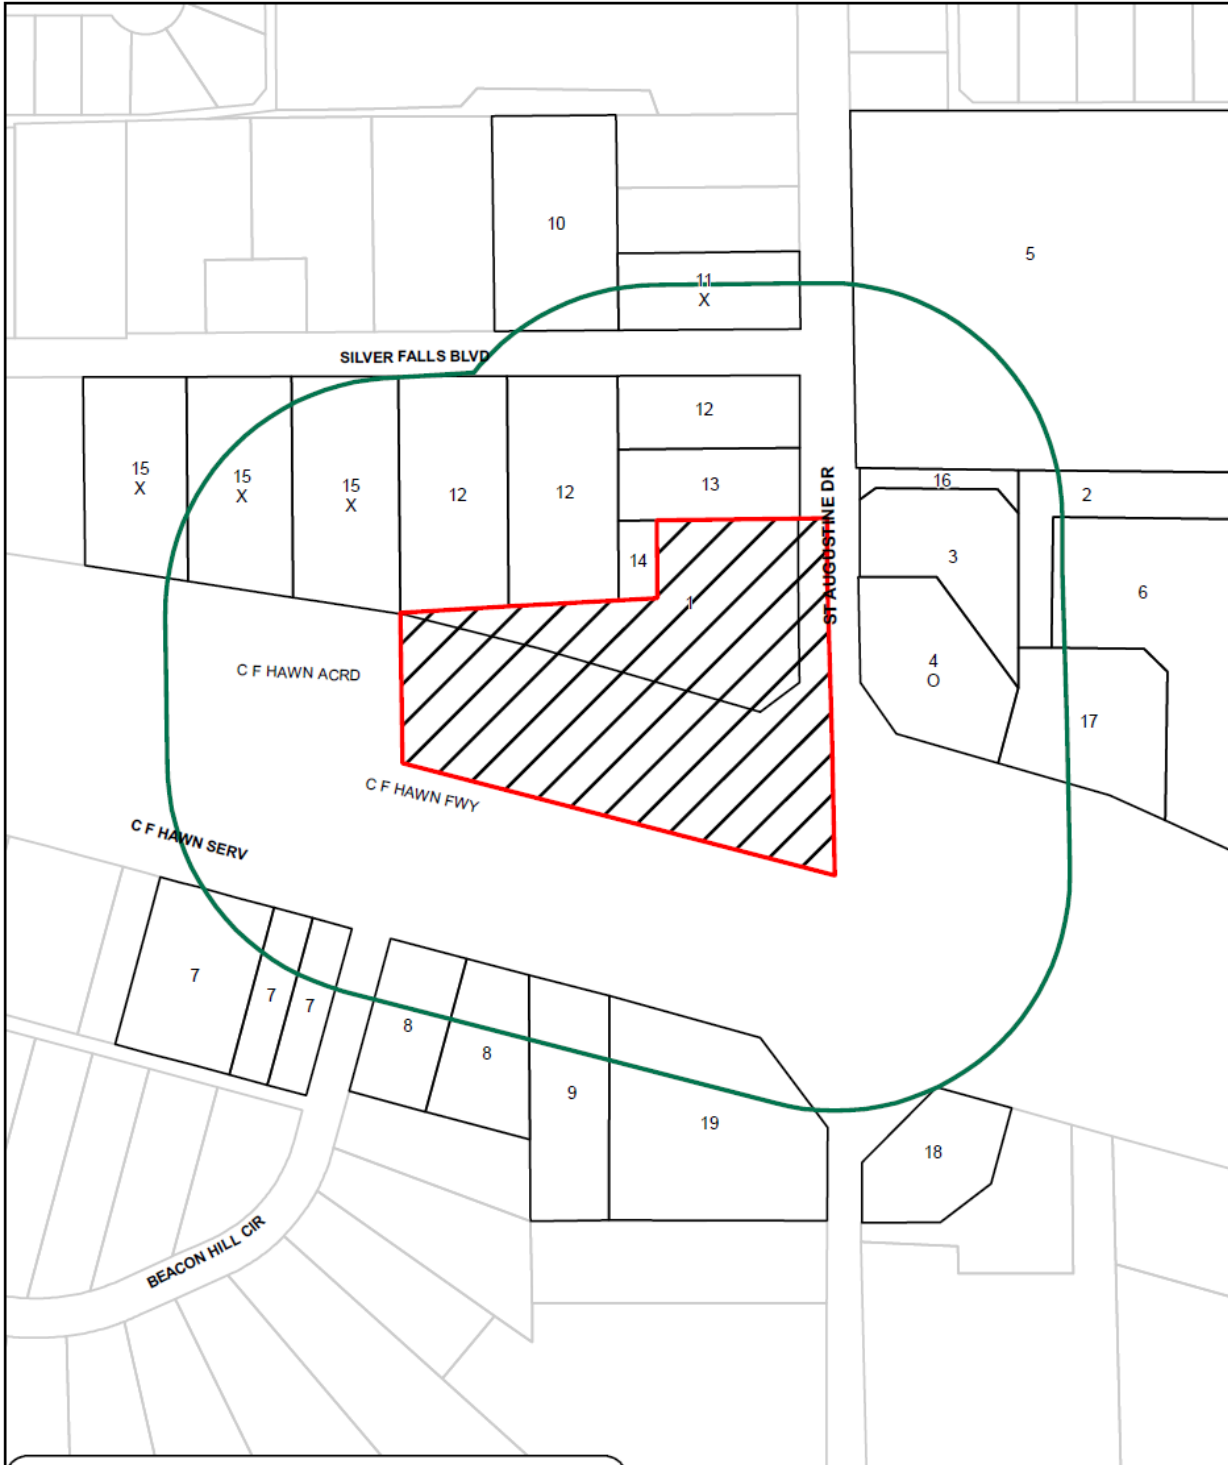 10
5
11
X
SILVER FALLS BLVD
12
15
X
15
X
15
X
12
12
13
ST AUGUSTINE DR
16
2
14
3
1
6
4
O
C F HAWN ACRD
17
C F HAWN FWY
C F HAWN SERV
7
7
7
8
8
9
19
18
BEACON HILL CIR